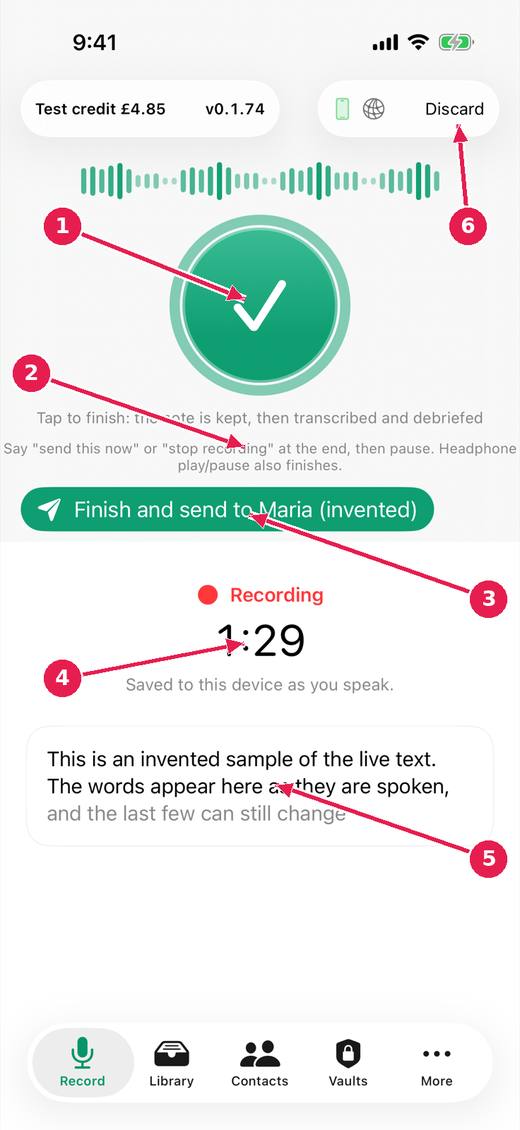 9:41
Test credit £4.85 v0.1.74 Discard
1
6
2
Tap to finish: the note is kept, then transcribed and debriefed
Say "send this now" or "stop recording" at the end, then pause. Headphone
play/pause also finishes.
Finish and send to Maria (invented)
3
Recording
1:29
4
Saved to this device as you speak.
This is an invented sample of the live text.
The words appear here as they are spoken,
and the last few can still change
5
Record Library Contacts Vaults More